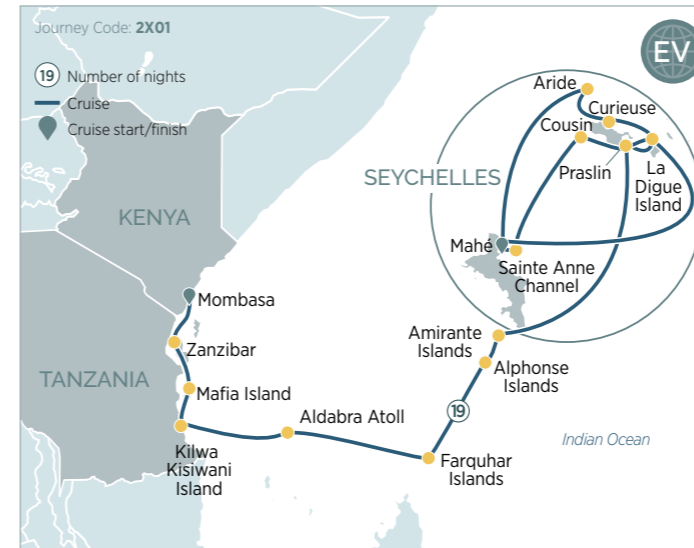 Journey Code: 2X01
EV
19 Number of nights
Cruise
Cruise start/finish
Aride
Curieuse
Cousin
SEYCHELLES
Praslin
La
Digue
Island
KENYA
Mahé
Sainte Anne
Channel
Mombasa
Amirante
Islands
Zanzibar
Alphonse
Islands
TANZANIA
Mafia Island
Aldabra Atoll
19
Indian Ocean
Kilwa
Kisiwani
Island
Farquhar
Islands